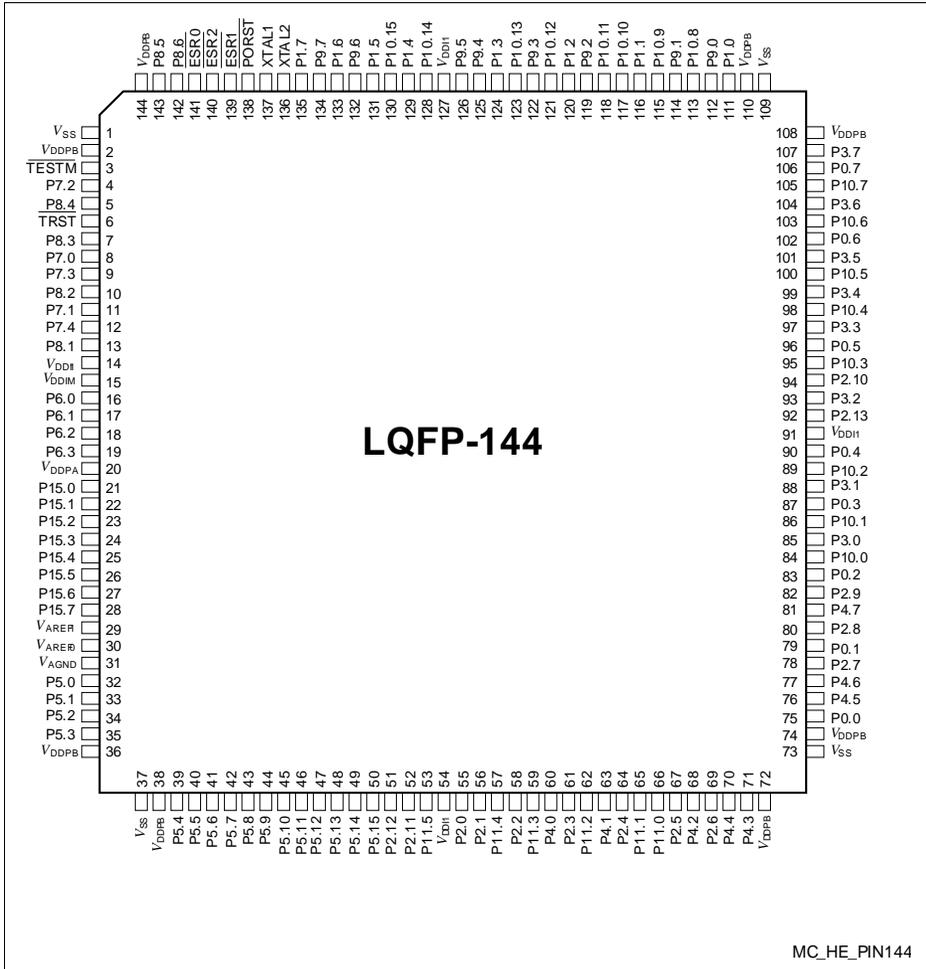 VDDPB 144
P8.5 143
P8.6 142
ESR0 141
ESR2 140
ESR1 139
PORST 138
XTAL1 137
XTAL2 136
P1.7 135
P9.7 134
P1.6 133
P9.6 132
P1.5 131
P10.15 130
P1.4 129
P10.14 128
VDDI1 127
P9.5 126
P9.4 125
P1.3 124
P10.13 123
P9.3 122
P10.12 121
P1.2 120
P9.2 119
P10.11 118
P10.10 117
P1.1 116
P10.9 115
P9.1 114
P10.8 113
P9.0 112
P1.0 111
VDDPB 110
VSS 109
VSS 1
VDDPB 2
TESTM 3
P7.2 4
P8.4 5
TRST 6
P8.3 7
P7.0 8
P7.3 9
P8.2 10
P7.1 11
P7.4 12
P8.1 13
VDDI1 14
VDDIM 15
P6.0 16
P6.1 17
P6.2 18
P6.3 19
VDDPA 20
P15.0 21
P15.1 22
P15.2 23
P15.3 24
P15.4 25
P15.5 26
P15.6 27
P15.7 28
VAREF1 29
VAREF0 30
VAGND 31
P5.0 32
P5.1 33
P5.2 34
P5.3 35
VDDPB 36
LQFP-144
108 VDDPB
107 P3.7
106 P0.7
105 P10.7
104 P3.6
103 P10.6
102 P0.6
101 P3.5
100 P10.5
99 P3.4
98 P10.4
97 P3.3
96 P0.5
95 P10.3
94 P2.10
93 P3.2
92 P2.13
91 VDDI1
90 P0.4
89 P10.2
88 P3.1
87 P0.3
86 P10.1
85 P3.0
84 P10.0
83 P0.2
82 P2.9
81 P4.7
80 P2.8
79 P0.1
78 P2.7
77 P4.6
76 P4.5
75 P0.0
74 VDDPB
73 VSS
37 VSS
38 VDDPB
39 P5.4
40 P5.5
41 P5.6
42 P5.7
43 P5.8
44 P5.9
45 P5.10
46 P5.11
47 P5.12
48 P5.13
49 P5.14
50 P5.15
51 P2.12
52 P2.11
53 P11.5
54 VDDI1
55 P2.0
56 P2.1
57 P11.4
58 P2.2
59 P11.3
60 P4.0
61 P2.3
62 P11.2
63 P4.1
64 P2.4
65 P11.1
66 P11.0
67 P2.5
68 P4.2
69 P2.6
70 P4.4
71 P4.3
72 VDDPB
MC_HE_PIN144